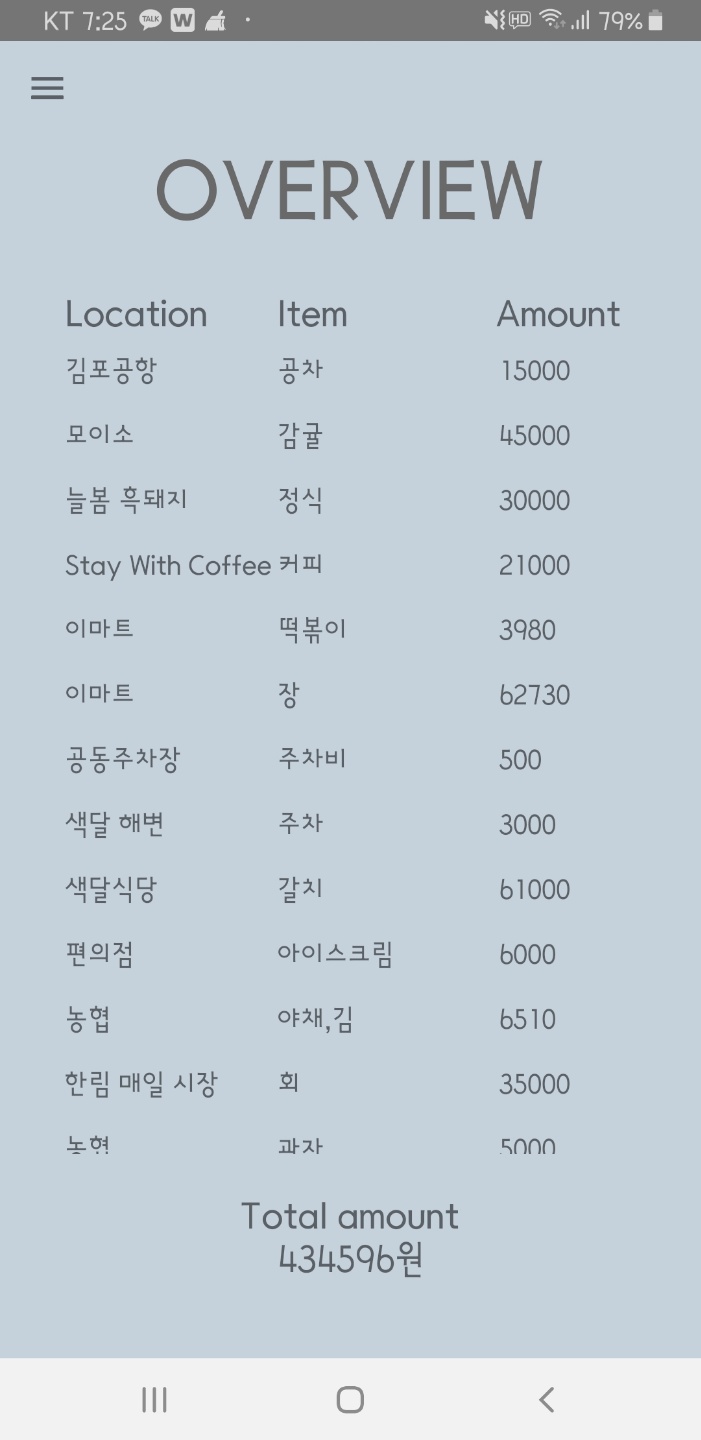 KT 7:25 TALK W HD 79%
OVERVIEW
Location Item Amount
김포공항 공차 15000
모이소 감귤 45000
늘봄 흑돼지 정식 30000
Stay With Coffee 커피 21000
이마트 떡볶이 3980
이마트 장 62730
공동주차장 주차비 500
색달 해변 주차 3000
색달식당 갈치 61000
편의점 아이스크림 6000
농협 야채,김 6510
한림 매일 시장 회 35000
농협 과자 5000
Total amount
434596원